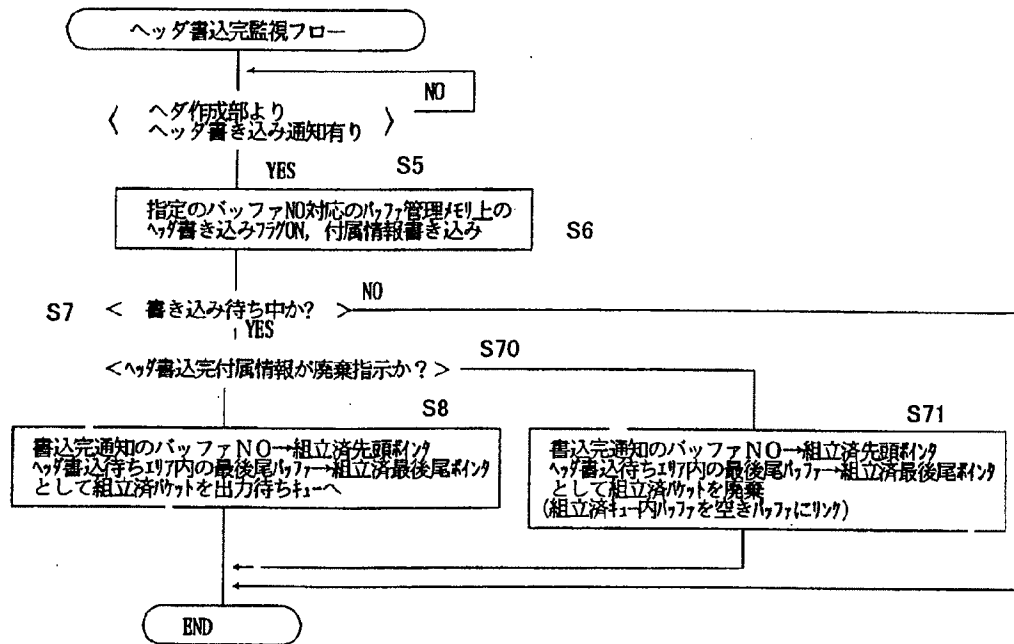 ヘッダ書込完監視フロー
NO
ヘダ作成部より
〈 ヘッダ書き込み通知有り 〉
YES
S5
指定のバッファNO対応のバッファ管理メモリ上の
ヘッダ書き込みフラグON, 付属情報書き込み
S6
S7
< 書き込み待ち中か? >
NO
YES
S70
<ヘッダ書込完付属情報が廃棄指示か?>
S8
S71
書込完通知のバッファNO→組立済先頭ポインタ
ヘッダ書込待ちエリア内の最後尾バッファ→組立済最後尾ポインタ
として組立済パケットを出力待ちキューへ
書込完通知のバッファNO→組立済先頭ポインタ
ヘッダ書込待ちエリア内の最後尾バッファ→組立済最後尾ポインタ
として組立済パケットを廃棄
(組立済キュー内バッファを空きバッファにリンク)
END